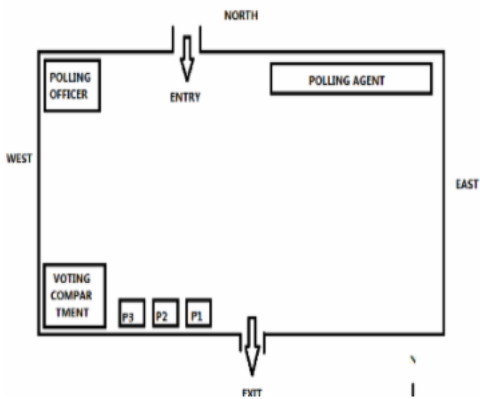 NORTH
POLLING
OFFICER
ENTRY
POLLING AGENT
WEST
EAST
VOTING
COMPAR
TMENT
P3
P2
P1
EXIT